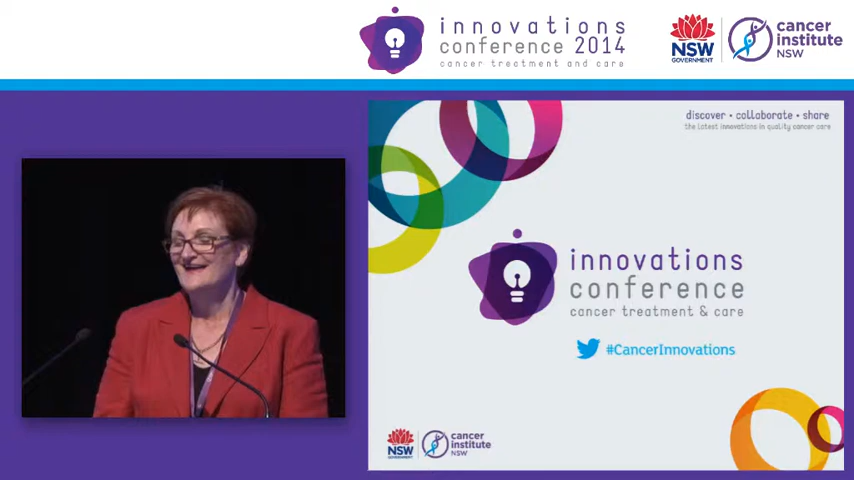 innovations
conference 2014
cancer treatment and care
NSW
GOVERNMENT
cancer
institute
NSW
discover • collaborate • share
the latest innovations in quality cancer care
innovations
conference
cancer treatment & care
#CancerInnovations
NSW
GOVERNMENT
cancer
institute
NSW